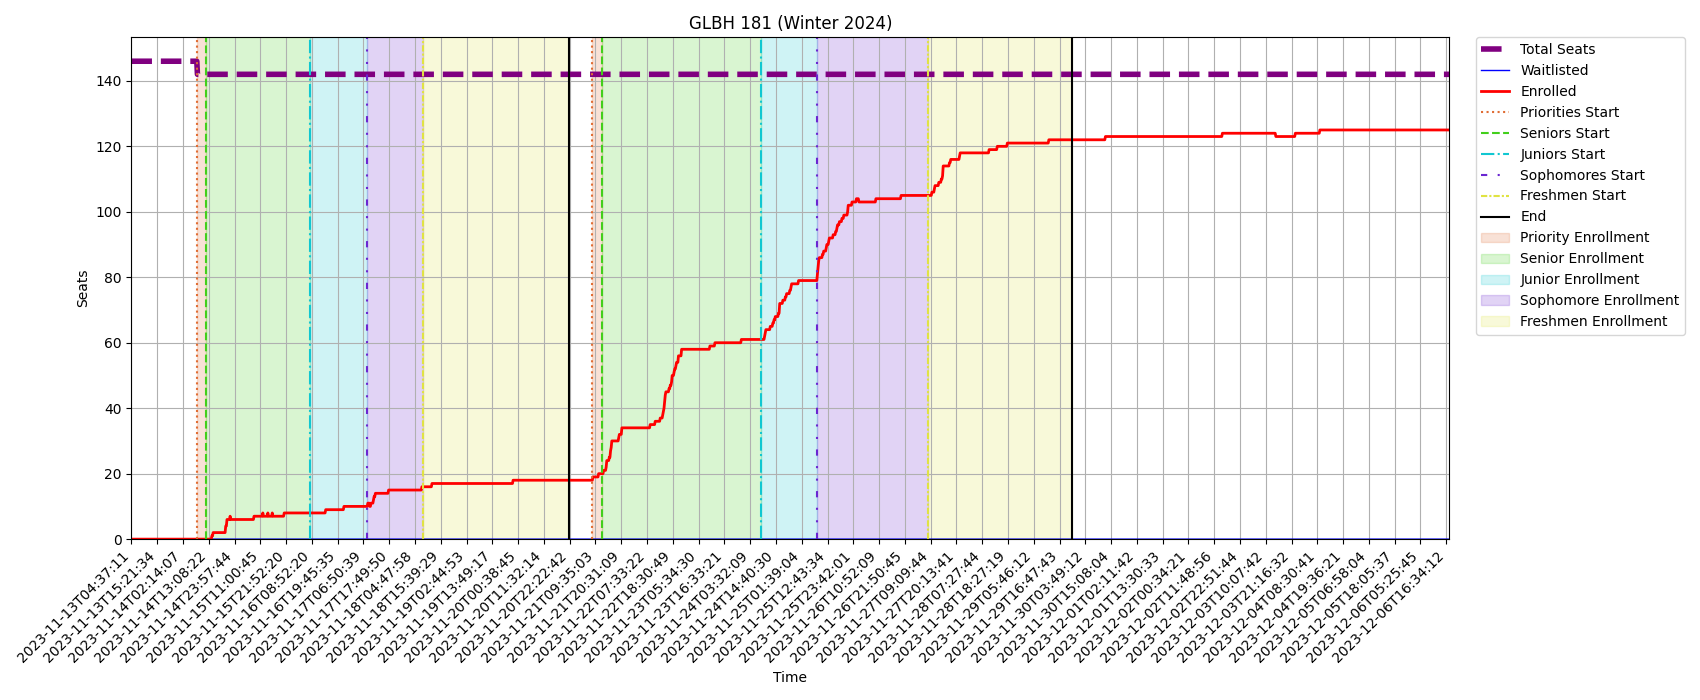 GLBH 181 (Winter 2024)
Seats
140
120
100
80
60
40
20
0
2023-11-13T04:37:11
2023-11-13T15:21:34
2023-11-14T02:14:07
2023-11-14T13:08:22
2023-11-14T23:57:44
2023-11-15T11:00:45
2023-11-15T21:52:20
2023-11-16T08:52:20
2023-11-16T19:45:35
2023-11-17T06:50:39
2023-11-17T17:49:50
2023-11-18T04:47:58
2023-11-18T15:39:29
2023-11-19T02:44:53
2023-11-19T13:49:17
2023-11-20T00:38:45
2023-11-20T11:32:14
2023-11-20T22:22:42
2023-11-21T09:35:03
2023-11-21T20:31:09
2023-11-22T07:33:22
2023-11-22T18:30:49
2023-11-23T05:34:30
2023-11-23T16:33:21
2023-11-24T03:32:09
2023-11-24T14:40:30
2023-11-25T01:39:04
2023-11-25T12:43:34
2023-11-25T23:42:01
2023-11-26T10:52:09
2023-11-26T21:50:45
2023-11-27T09:09:44
2023-11-27T20:13:41
2023-11-28T07:27:44
2023-11-28T18:27:19
2023-11-29T05:46:12
2023-11-29T16:47:43
2023-11-30T03:49:12
2023-11-30T15:08:04
2023-12-01T02:11:42
2023-12-01T13:30:33
2023-12-02T00:34:21
2023-12-02T11:48:56
2023-12-02T22:51:44
2023-12-03T10:07:42
2023-12-03T21:16:32
2023-12-04T08:30:41
2023-12-04T19:36:21
2023-12-05T06:58:04
2023-12-05T18:05:37
2023-12-06T05:25:45
2023-12-06T16:34:12
Time
Total Seats
Waitlisted
Enrolled
Priorities Start
Seniors Start
Juniors Start
Sophomores Start
Freshmen Start
End
Priority Enrollment
Senior Enrollment
Junior Enrollment
Sophomore Enrollment
Freshmen Enrollment